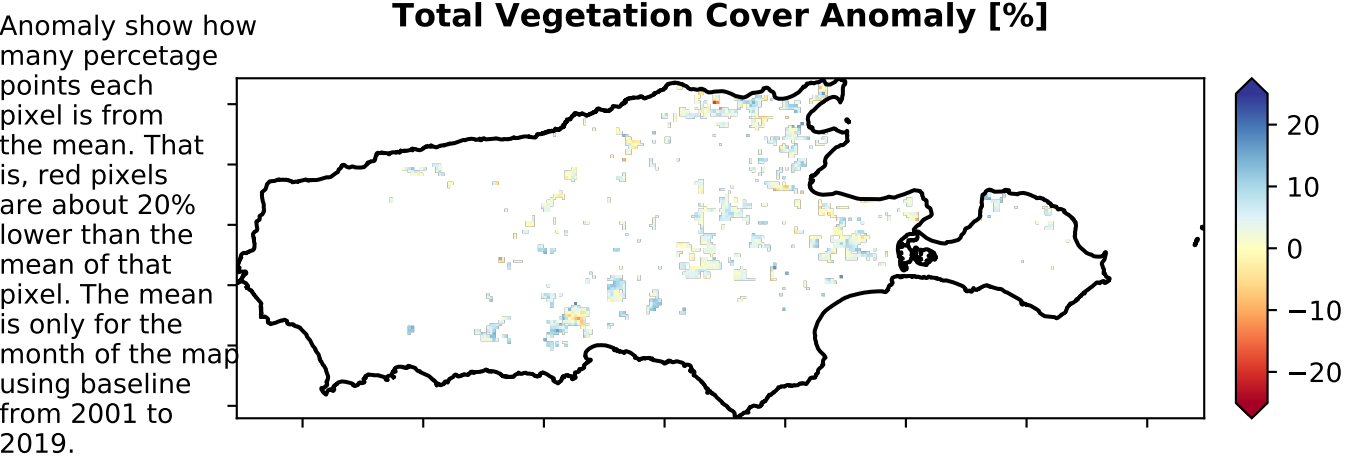 Total Vegetation Cover Anomaly [%]
Anomaly show how
many percetage
points each
pixel is from
the mean. That
is, red pixels
are about 20%
lower than the
mean of that
pixel. The mean
is only for the
month of the map
using baseline
from 2001 to
2019.
20
10
0
−10
−20